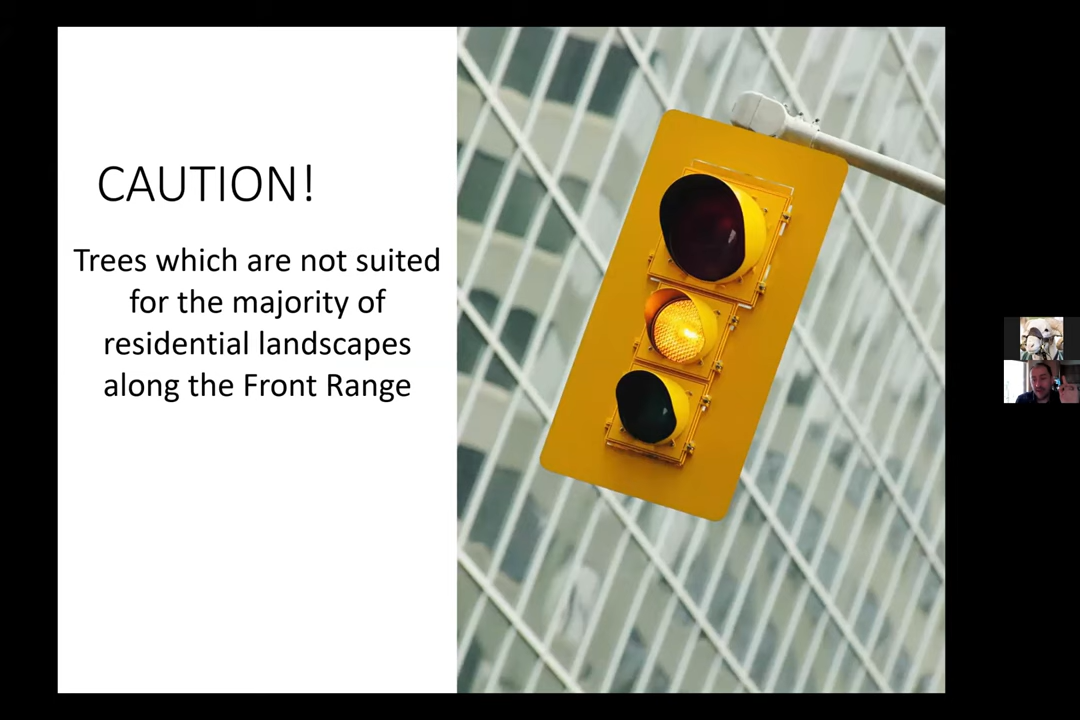 CAUTION!
Trees which are not suited
for the majority of
residential landscapes
along the Front Range